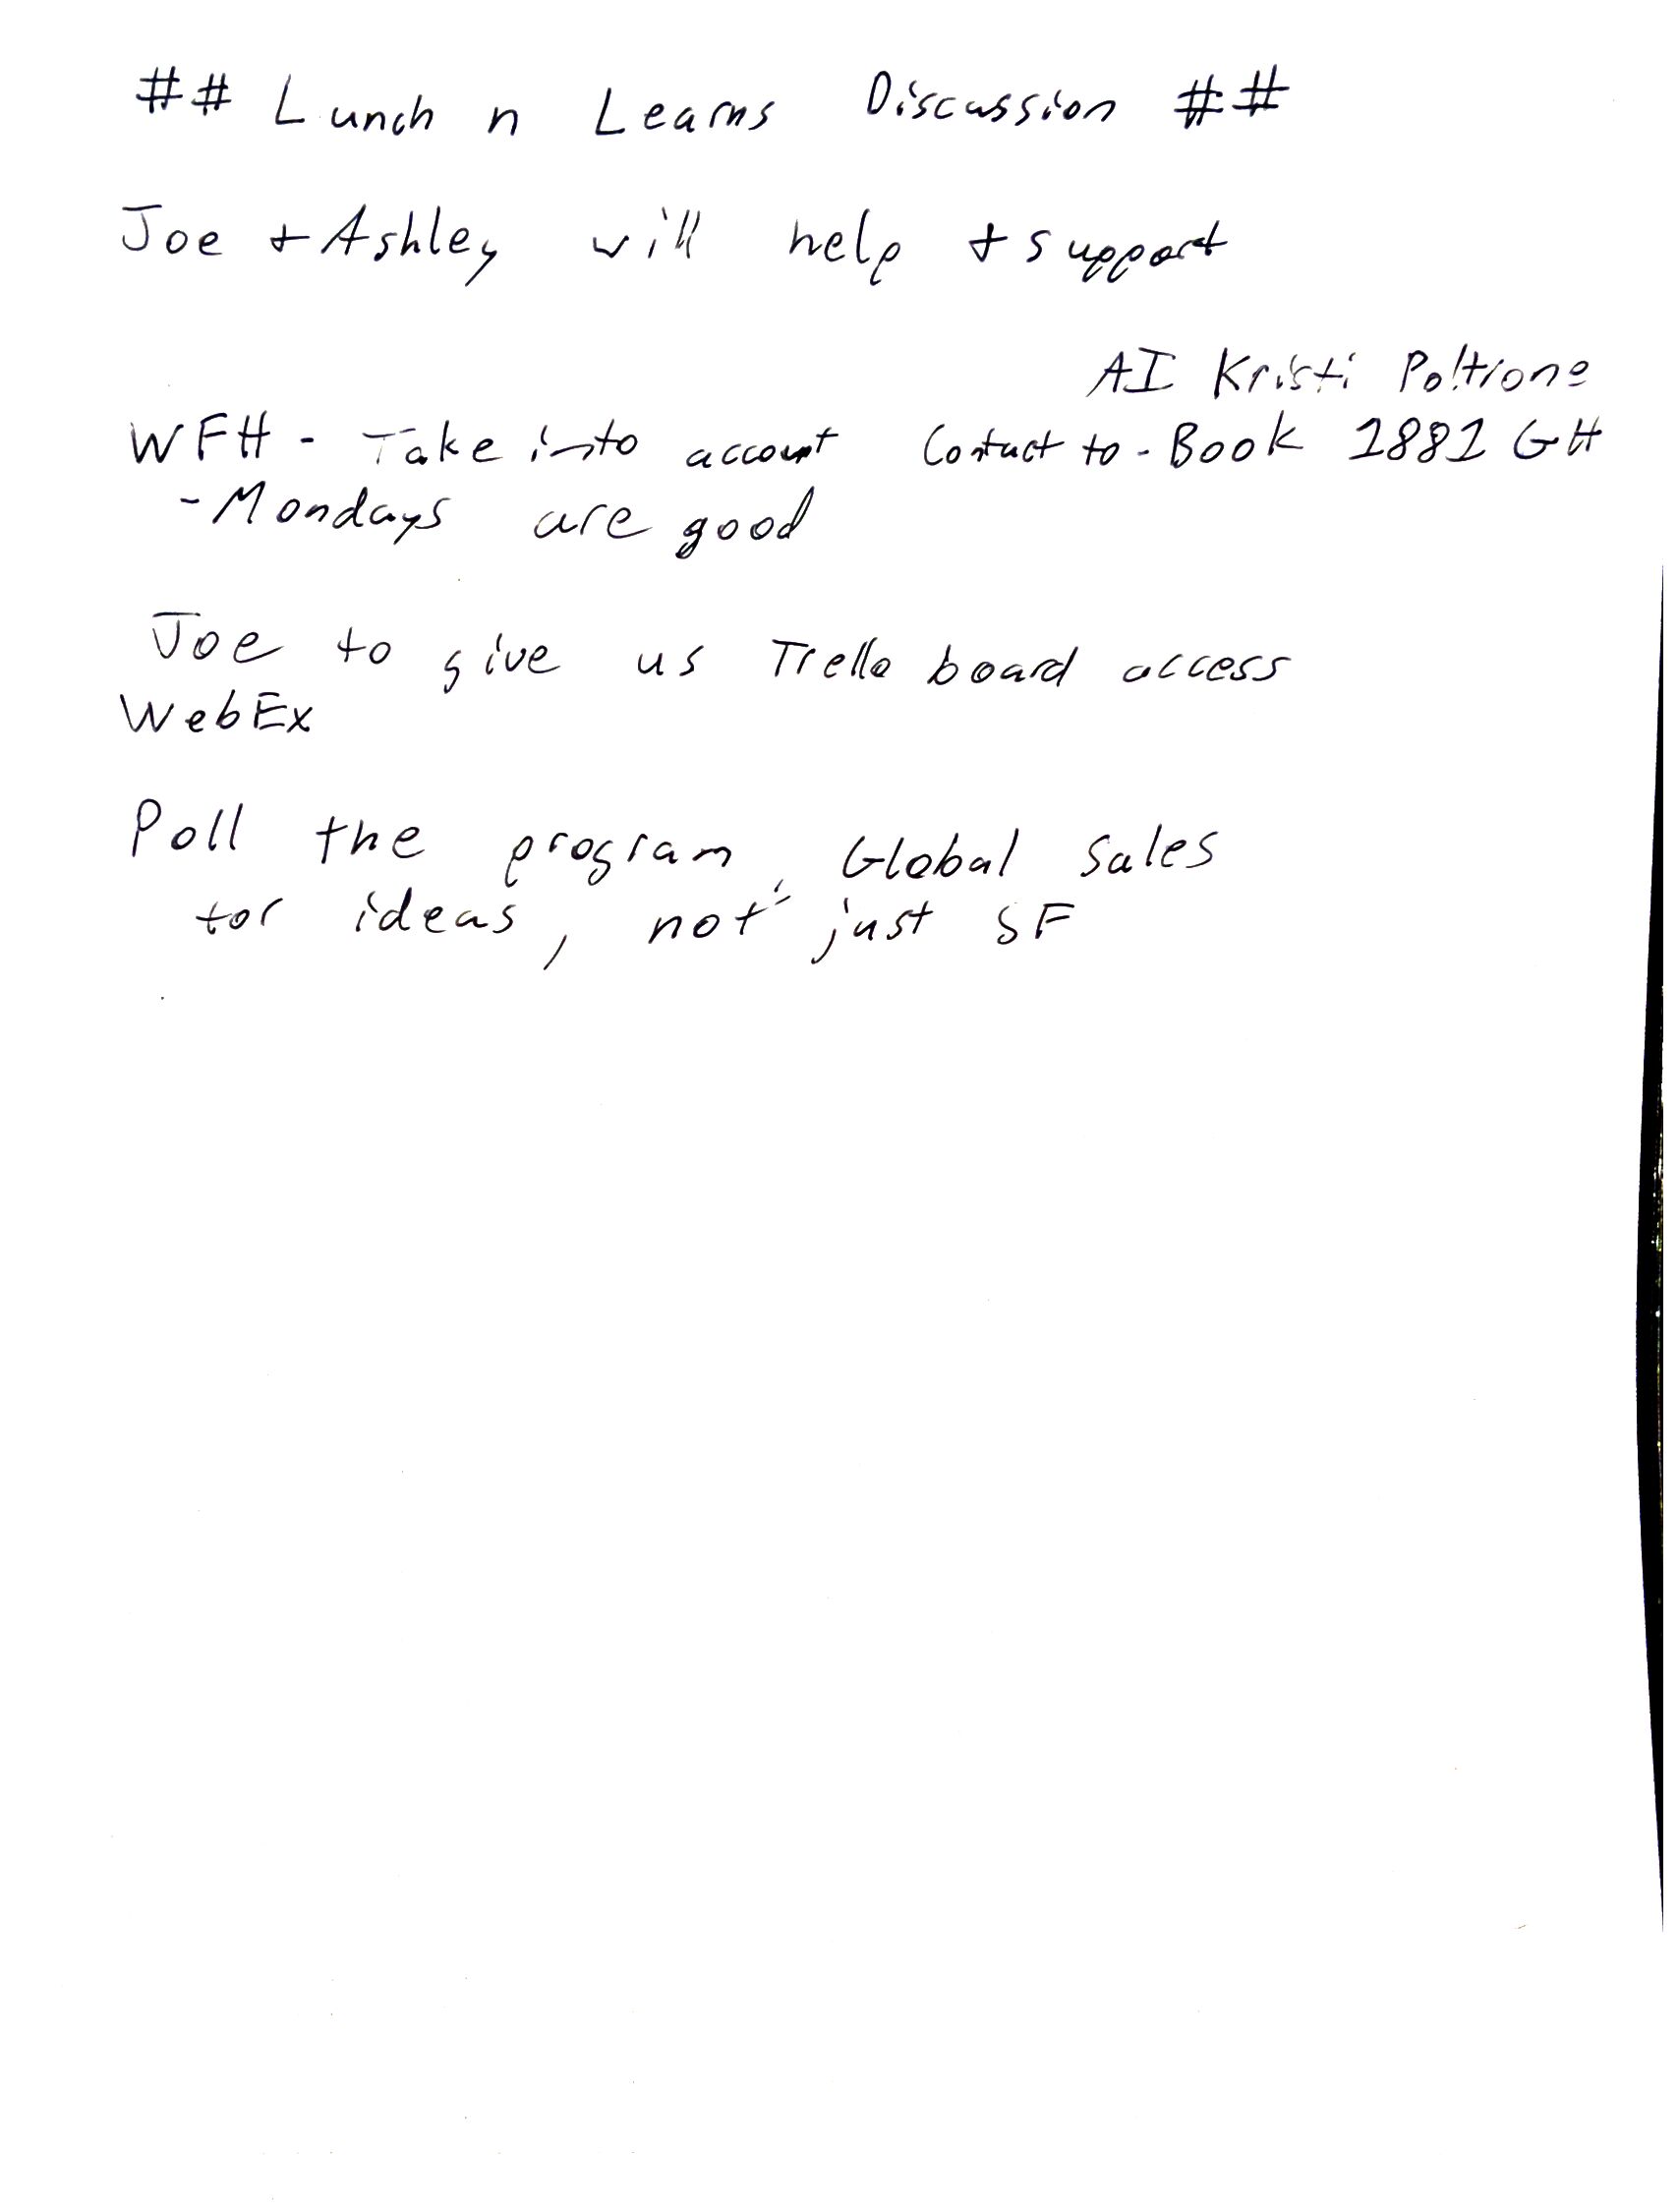 ## Lunch n Learns Discussion ##
Joe + Ashley will help + support
AI Kristi Poltrone
WFH - Take into account Contact to - Book 1881 GH
- Mondays are good
Joe to give us Trello board access
WebEx
Poll the program, Global Sales
for ideas, not just SF